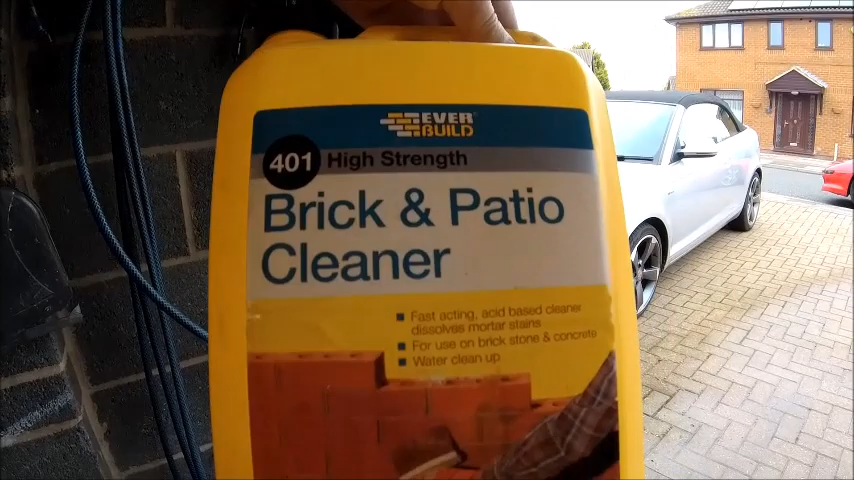 EVER
BUILD
401 High Strength
Brick & Patio
Cleaner
Fast acting, acid based cleaner
dissolves mortar stains
For use on brick, stone & concrete
Water clean up